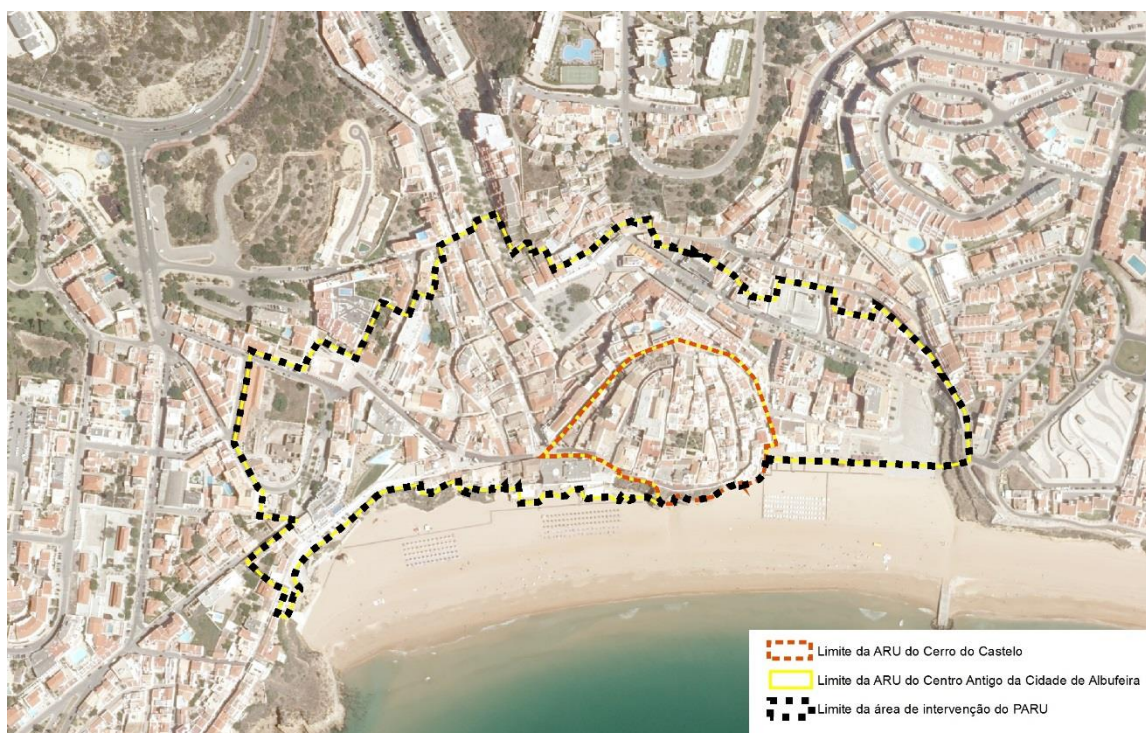 Limite da ARU do Cerro do Castelo
Limite da ARU do Centro Antigo da Cidade de Albufeira
Limite da área de intervenção do PARU